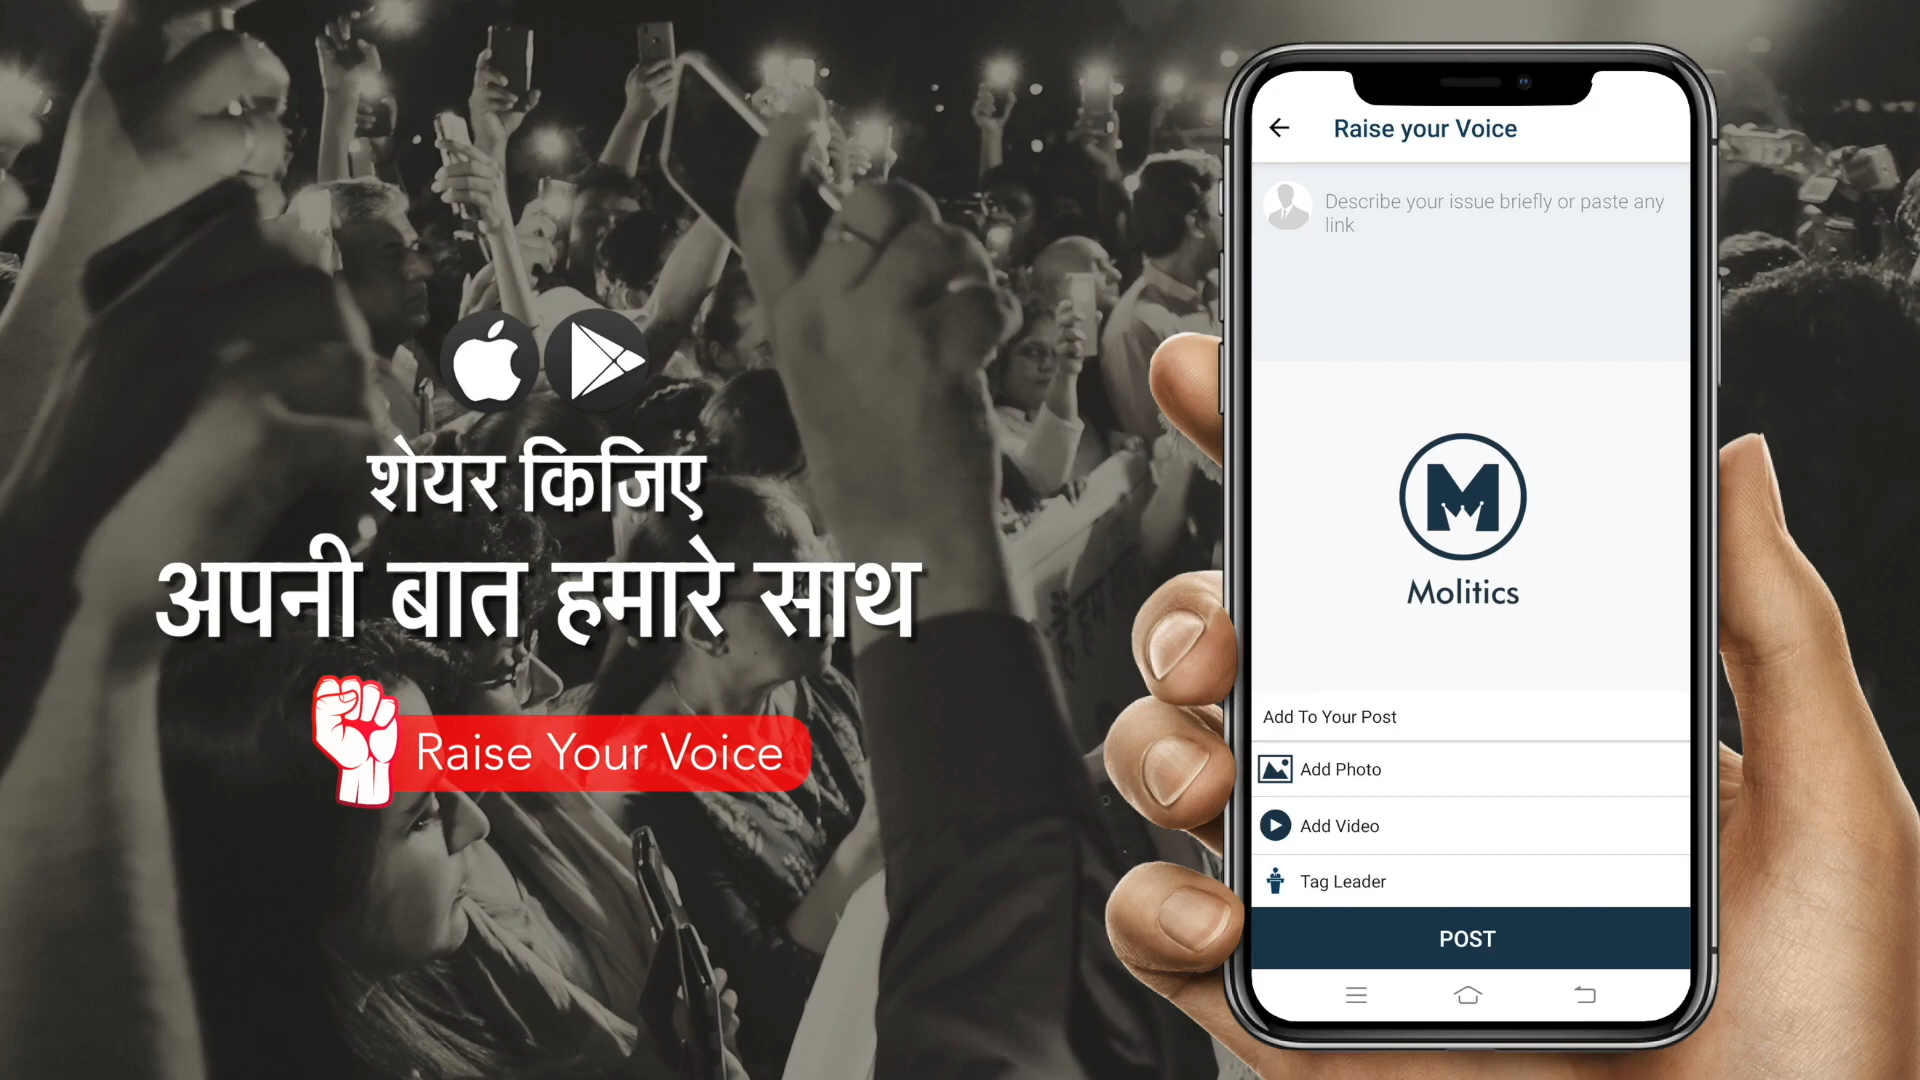 शेयर किजिए
अपनी बात हमारे साथ
Raise Your Voice
Raise your Voice
Describe your issue briefly or paste any
link
Molitics
Add To Your Post
Add Photo
Add Video
Tag Leader
POST